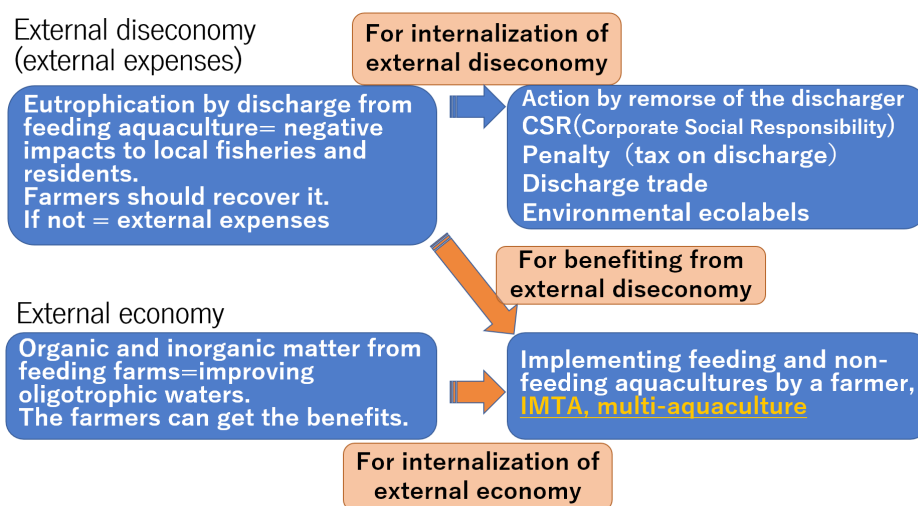 External diseconomy
(external expenses)
For internalization of
external diseconomy
Eutrophication by discharge from
feeding aquaculture= negative
impacts to local fisheries and
residents.
Farmers should recover it.
If not = external expenses
Action by remorse of the discharger
CSR(Corporate Social Responsibility)
Penalty（tax on discharge）
Discharge trade
Environmental ecolabels
For benefiting from
external diseconomy
External economy
Organic and inorganic matter from
feeding farms=improving
oligotrophic waters.
The farmers can get the benefits.
Implementing feeding and non-
feeding aquacultures by a farmer,
IMTA, multi-aquaculture
For internalization of
external economy